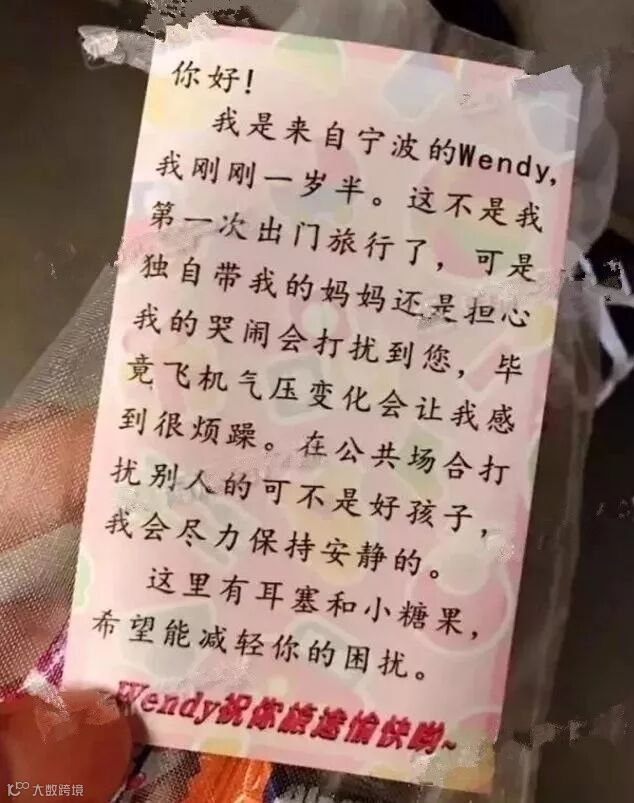 你好!
我是来自宁波的Wendy,
我刚刚一岁半。这不是我
第一次出门旅行了，可是
独自带我的妈妈还是担心
我的哭闹会打扰到您，毕
竟飞机气压变化会让我感
到很烦躁。在公共场合打
扰别人的可不是好孩子，
我会尽力保持安静的。
这里有耳塞和小糖果，
希望能减轻你的困扰。
Wendy祝你旅途愉快哟~
大数跨境